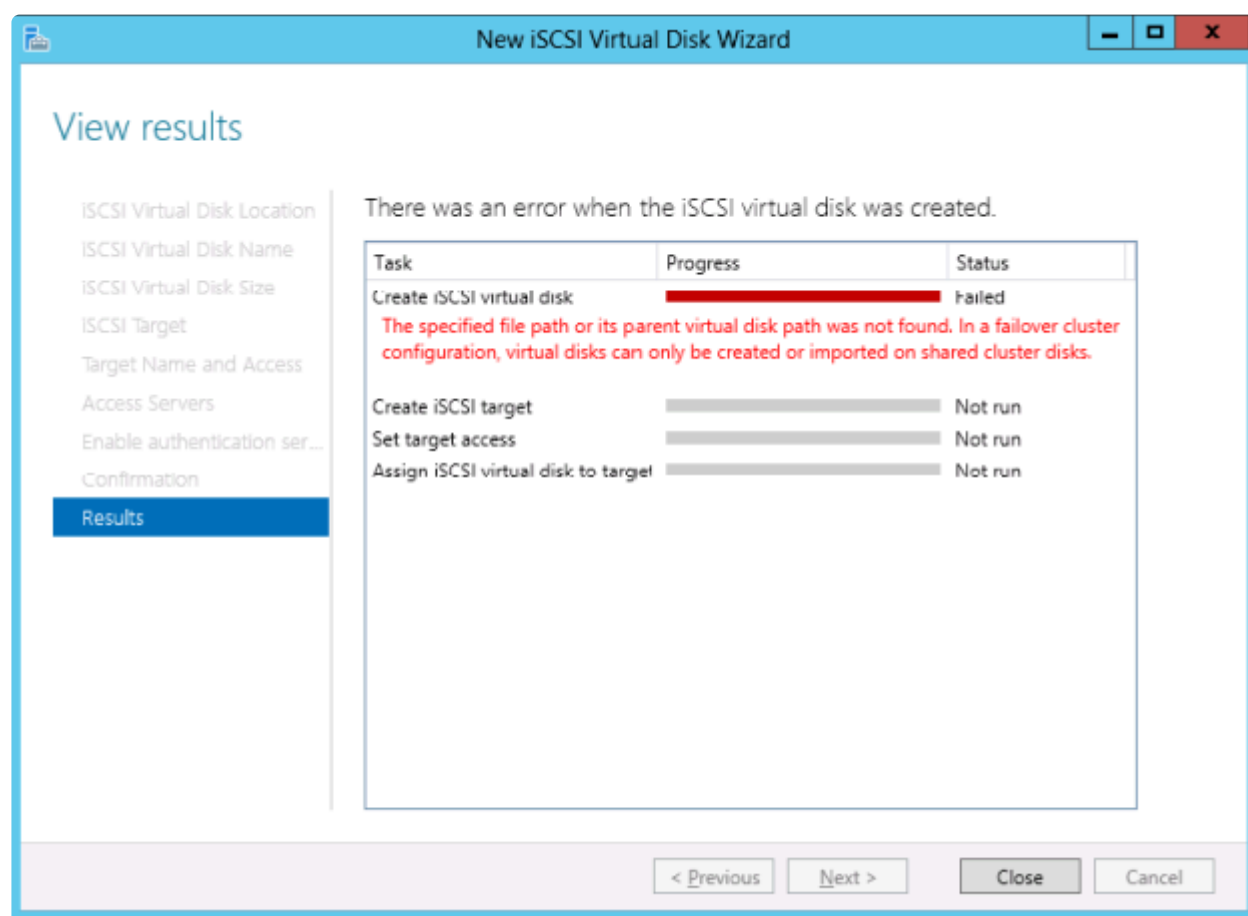 New iSCSI Virtual Disk Wizard
View results
iSCSI Virtual Disk Location
iSCSI Virtual Disk Name
iSCSI Virtual Disk Size
iSCSI Target
Target Name and Access
Access Servers
Enable authentication ser...
Confirmation
Results
There was an error when the iSCSI virtual disk was created.
Task Progress Status
Create iSCSI virtual disk Failed
The specified file path or its parent virtual disk path was not found. In a failover cluster
configuration, virtual disks can only be created or imported on shared cluster disks.
Create iSCSI target Not run
Set target access Not run
Assign iSCSI virtual disk to target Not run
< Previous Next > Close Cancel